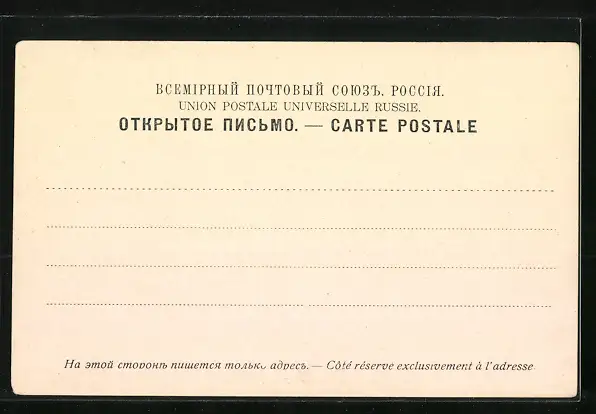 ВСЕМІРНЫЙ ПОЧТОВЫЙ СОЮЗЪ. РОССІЯ.
UNION POSTALE UNIVERSELLE RUSSIE.
ОТКРЫТОЕ ПИСЬМО. — CARTE POSTALE
На этой сторонѣ пишется только адресъ. — Côté réservé exclusivement à l'adresse.